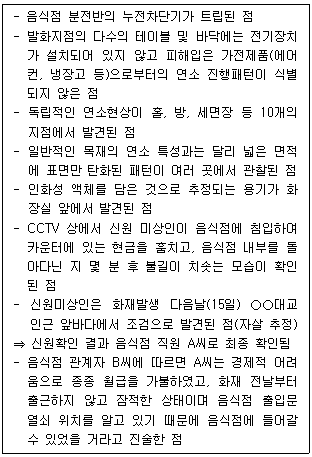 - 음식점 분전반의 누전차단기가 트립된 점
- 발화지점의 다수의 테이블 및 바닥에는 전기장치
가 설치되어 있지 않고 피해입은 가전제품(에어
컨, 냉장고 등)으로부터의 연소 진행패턴이 식별
되지 않은 점
- 독립적인 연소현상이 홀, 방, 세면장 등 10개의
지점에서 발견된 점
- 일반적인 목재의 연소 특성과는 달리 넓은 면적
에 표면만 탄화된 패턴이 여러 곳에서 관찰된 점
- 인화성 액체를 담은 것으로 추정되는 용기가 화
장실 앞에서 발견된 점
- CCTV 상에서 신원 미상인이 음식점에 침입하여
카운터에 있는 현금을 훔치고, 음식점 내부를 돌
아다닌 지 몇 분 후 불길이 치솟는 모습이 확인
된 점
- 신원미상인은 화재발생 다음날(15일) ○○대교
인근 앞바다에서 조검으로 발견된 점(자살 추정)
⇒ 신원확인 결과 음식점 직원 A씨로 최종 확인됨
- 음식점 관계자 B씨에 따르면 A씨는 경제적 어려
움으로 종종 월급을 가불하였고, 화재 전날부터
출근하지 않고 잠적한 상태이며 음식점 출입문
열쇠 위치를 알고 있기 때문에 음식점에 들어갈
수 있었을 거라고 진술한 점